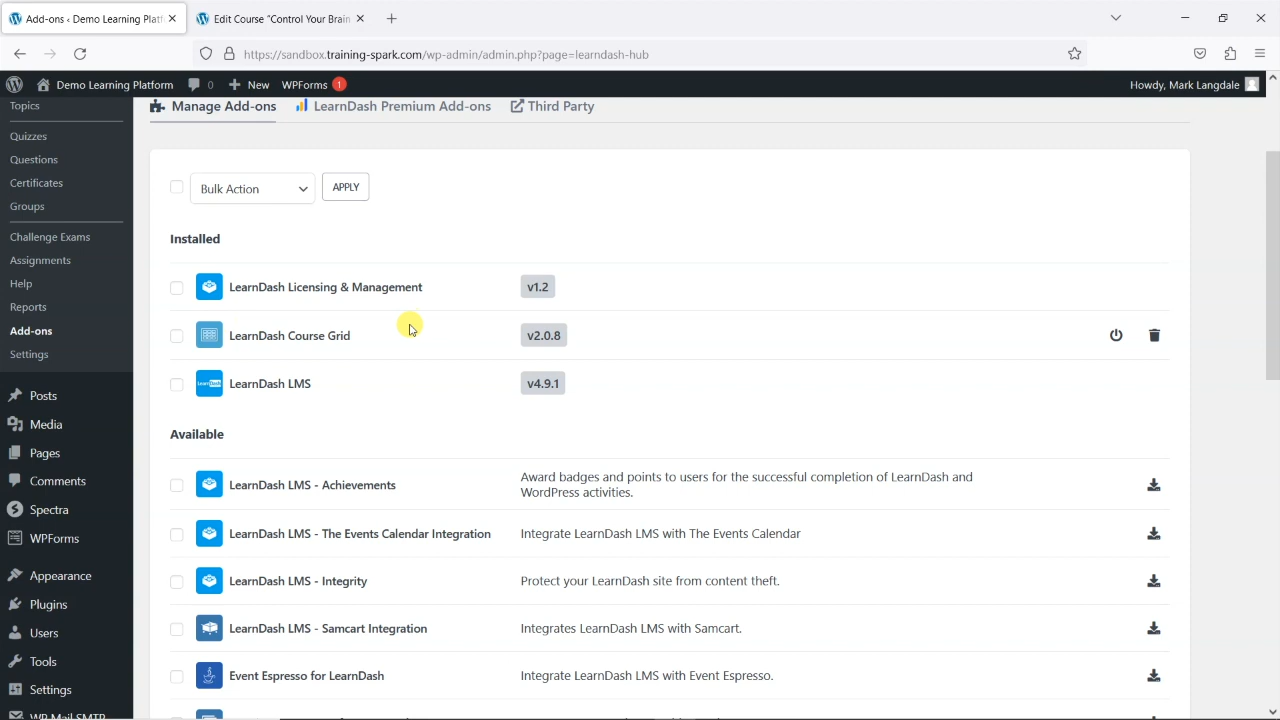 Add-ons ‹ Demo Learning Platf
Edit Course "Control Your Brain
https://sandbox.training-spark.com/wp-admin/admin.php?page=learndash-hub
Demo Learning Platform
0
New
WPForms
1
Howdy, Mark Langdale
Topics
Quizzes
Questions
Certificates
Groups
Challenge Exams
Assignments
Help
Reports
Add-ons
Settings
Posts
Media
Pages
Comments
Spectra
WPForms
Appearance
Plugins
Users
Tools
Settings
WP Mail SMTP
Manage Add-ons
LearnDash Premium Add-ons
Third Party
Bulk Action
APPLY
Installed
LearnDash Licensing & Management
v1.2
LearnDash Course Grid
v2.0.8
LearnDash LMS
v4.9.1
Available
LearnDash LMS - Achievements
Award badges and points to users for the successful completion of LearnDash and
WordPress activities.
LearnDash LMS - The Events Calendar Integration
Integrate LearnDash LMS with The Events Calendar
LearnDash LMS - Integrity
Protect your LearnDash site from content theft.
LearnDash LMS - Samcart Integration
Integrates LearnDash LMS with Samcart.
Event Espresso for LearnDash
Integrate LearnDash LMS with Event Espresso.